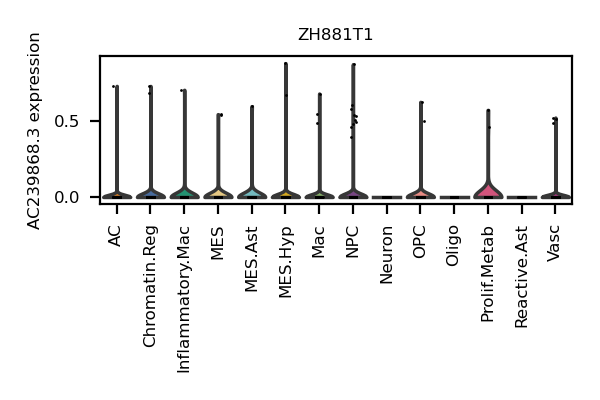 ZH881T1
AC239868.3 expression
0.5
0.0
AC
Chromatin.Reg
Inflammatory.Mac
MES
MES.Ast
MES.Hyp
Mac
NPC
Neuron
OPC
Oligo
Prolif.Metab
Reactive.Ast
Vasc